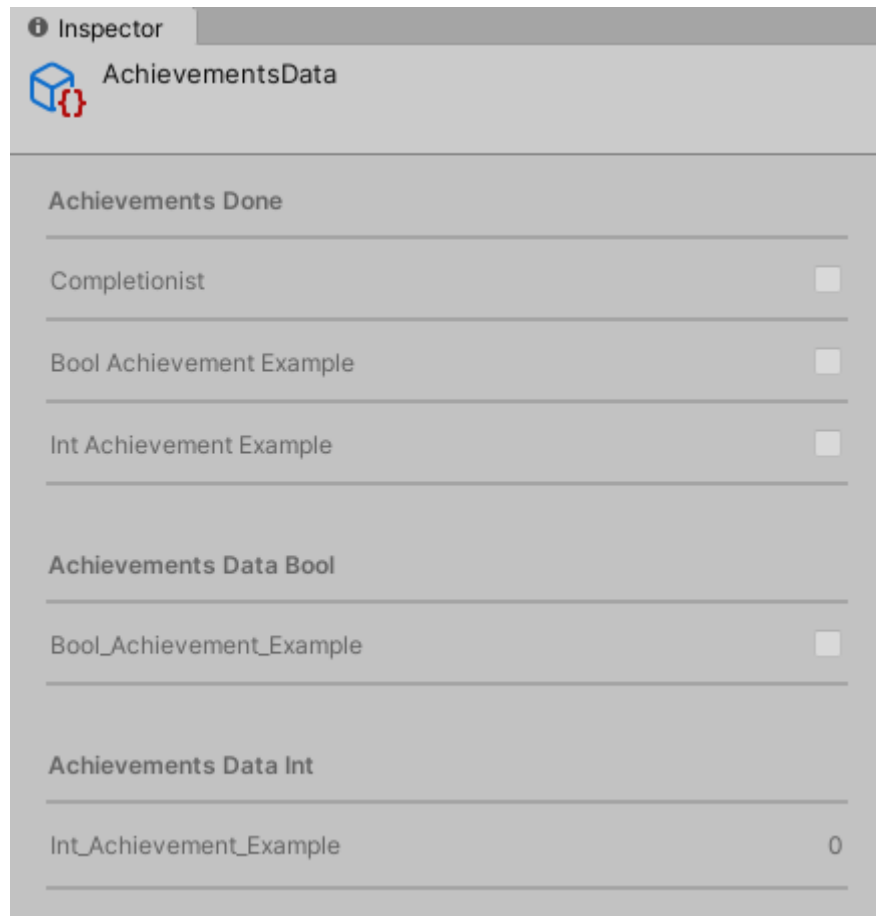 Inspector
AchievementsData
Achievements Done
Completionist
Bool Achievement Example
Int Achievement Example
Achievements Data Bool
Bool_Achievement_Example
Achievements Data Int
Int_Achievement_Example 0